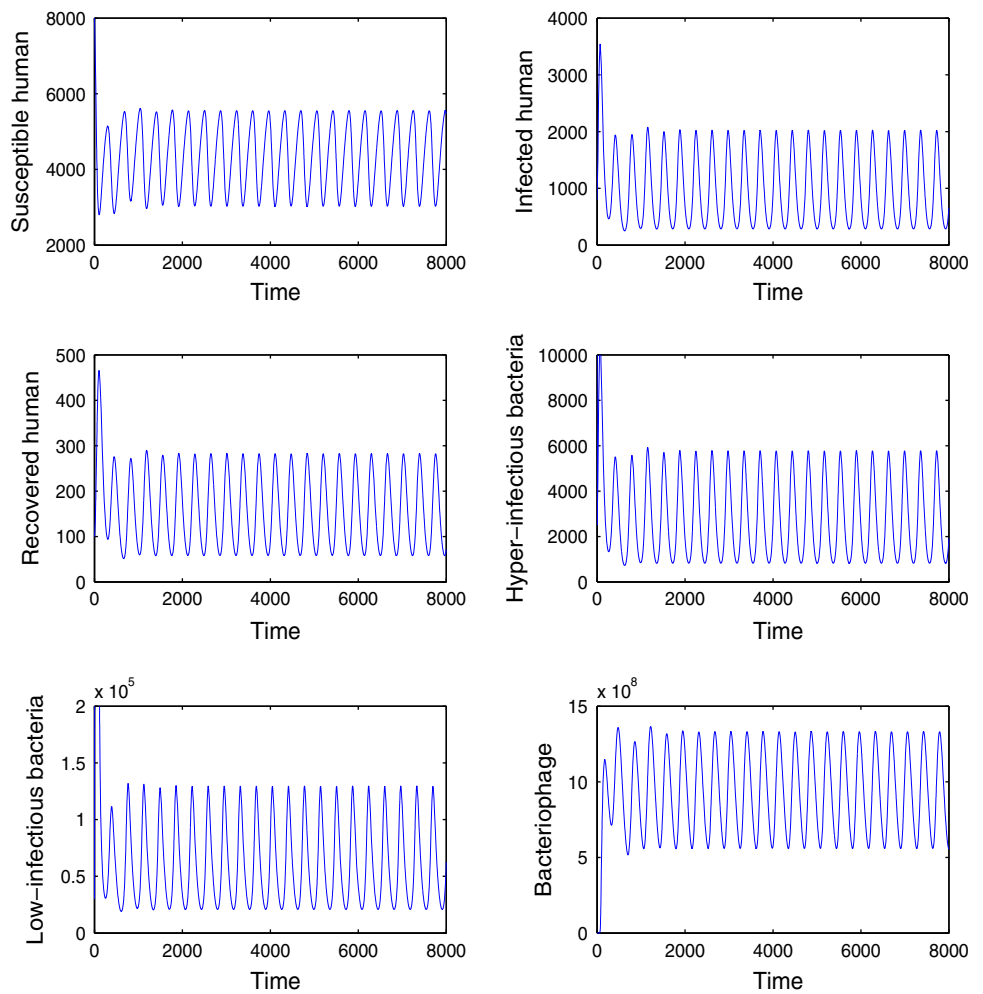 Susceptible human
8000
6000
4000
2000
0 2000 4000 6000 8000
Time
Infected human
4000
3000
2000
1000
0
0 2000 4000 6000 8000
Time
Recovered human
500
400
300
200
100
0
0 2000 4000 6000 8000
Time
Hyper−infectious bacteria
10000
8000
6000
4000
2000
0
0 2000 4000 6000 8000
Time
Low−infectious bacteria
x 10^5
2
1.5
1
0.5
0
0 2000 4000 6000 8000
Time
Bacteriophage
x 10^8
15
10
5
0
0 2000 4000 6000 8000
Time